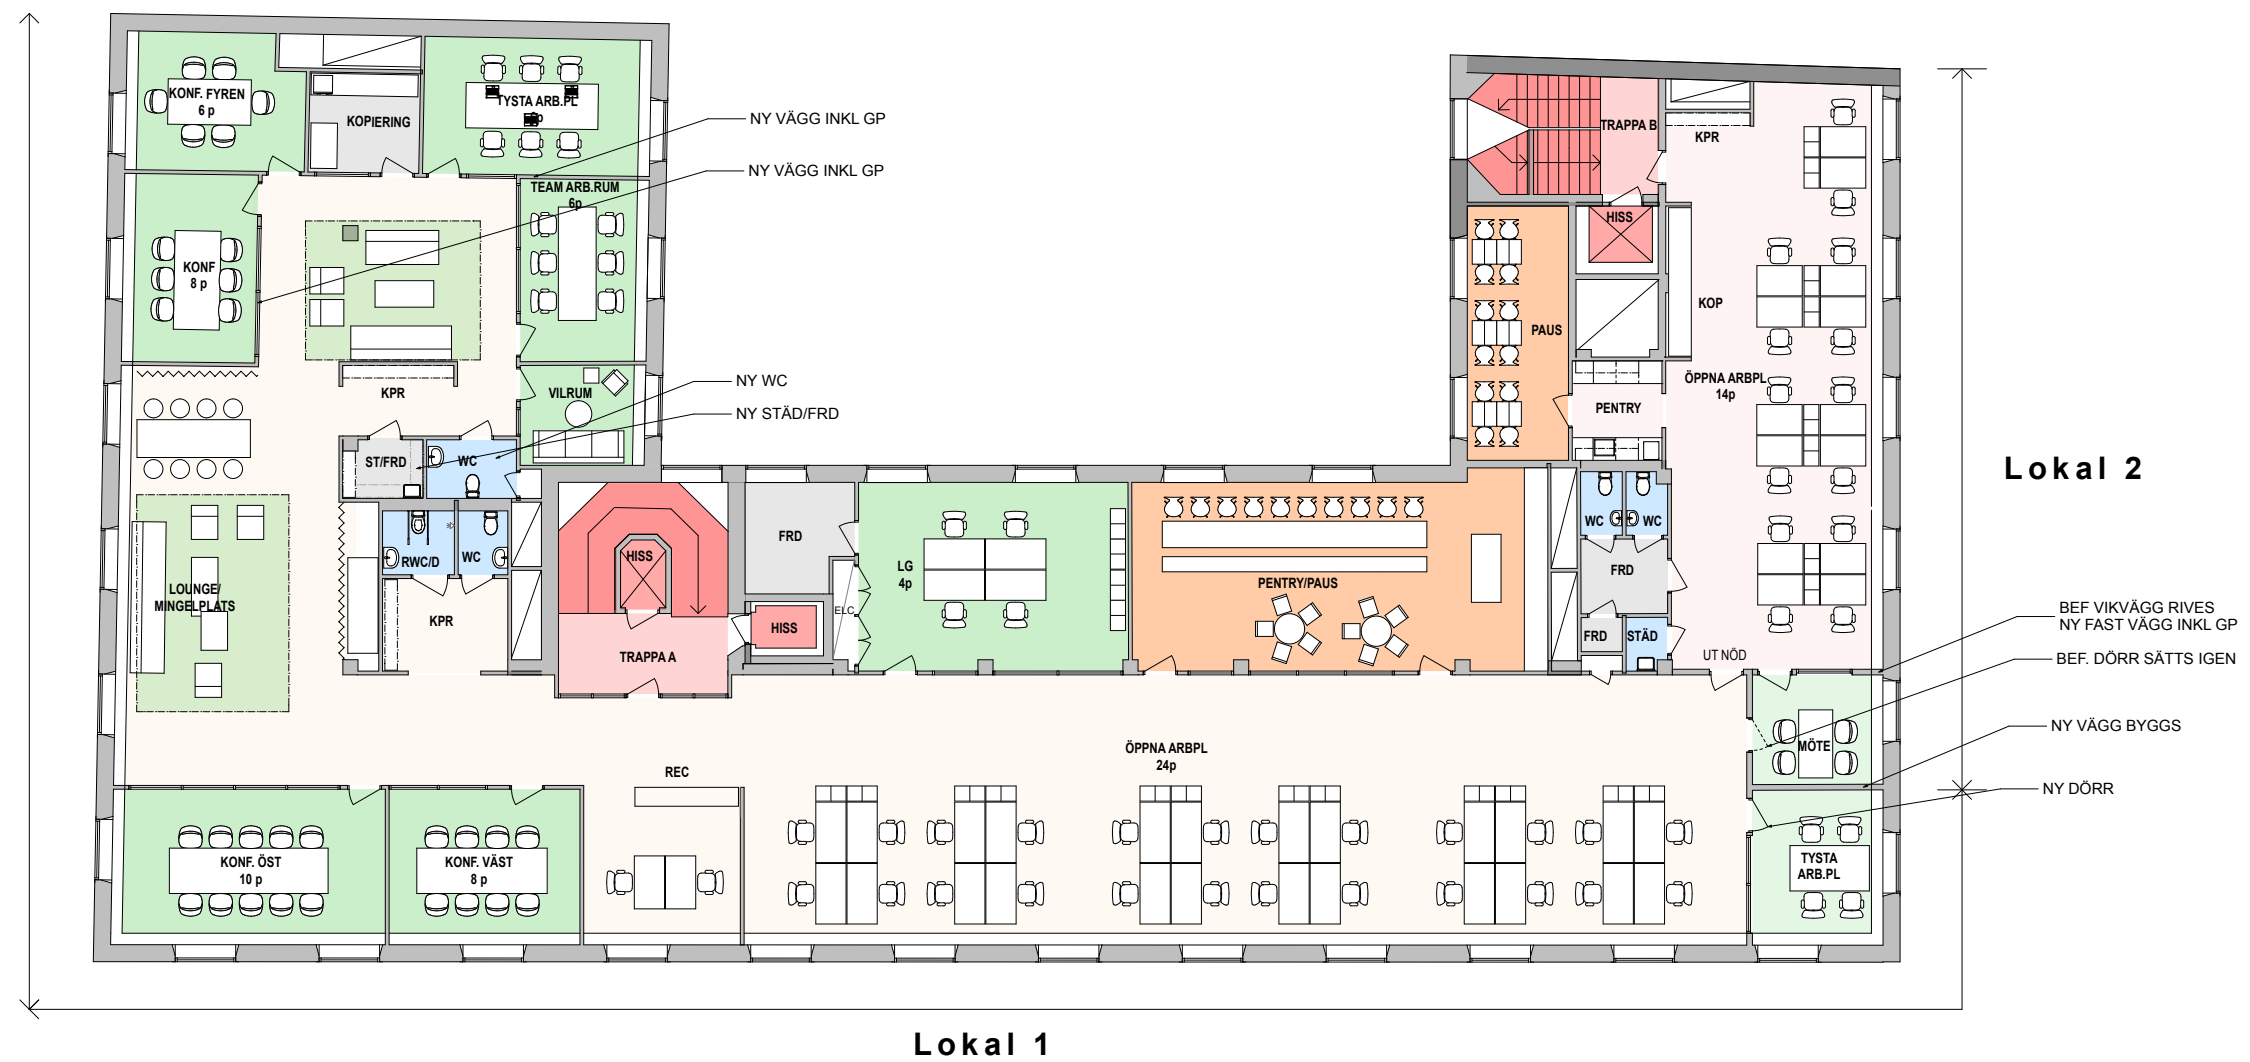 KONF. FYREN
6 p
KOPIERING
TYSTA ARB.PL
NY VÄGG INKL GP
NY VÄGG INKL GP
TEAM ARB.RUM
6p
KONF
8 p
KPR
VILRUM
NY WC
NY STÄD/FRD
ST/FRD
WC
RWC/D
WC
LOUNGE/
MINGELPLATS
KPR
HISS
TRAPPA A
HISS
FRD
ELC
LG
4p
PENTRY/PAUS
TRAPPA B
HISS
KPR
KOP
PAUS
PENTRY
ÖPPNA ARBPL
14p
WC
WC
FRD
FRD
STÄD
UT NÖD
Lokal 2
BEF VIKVÄGG RIVES
NY FAST VÄGG INKL GP
BEF. DÖRR SÄTTS IGEN
NY VÄGG BYGGS
NY DÖRR
MÖTE
TYSTA
ARB.PL
ÖPPNA ARBPL
24p
REC
KONF. ÖST
10 p
KONF. VÄST
8 p
Lokal 1